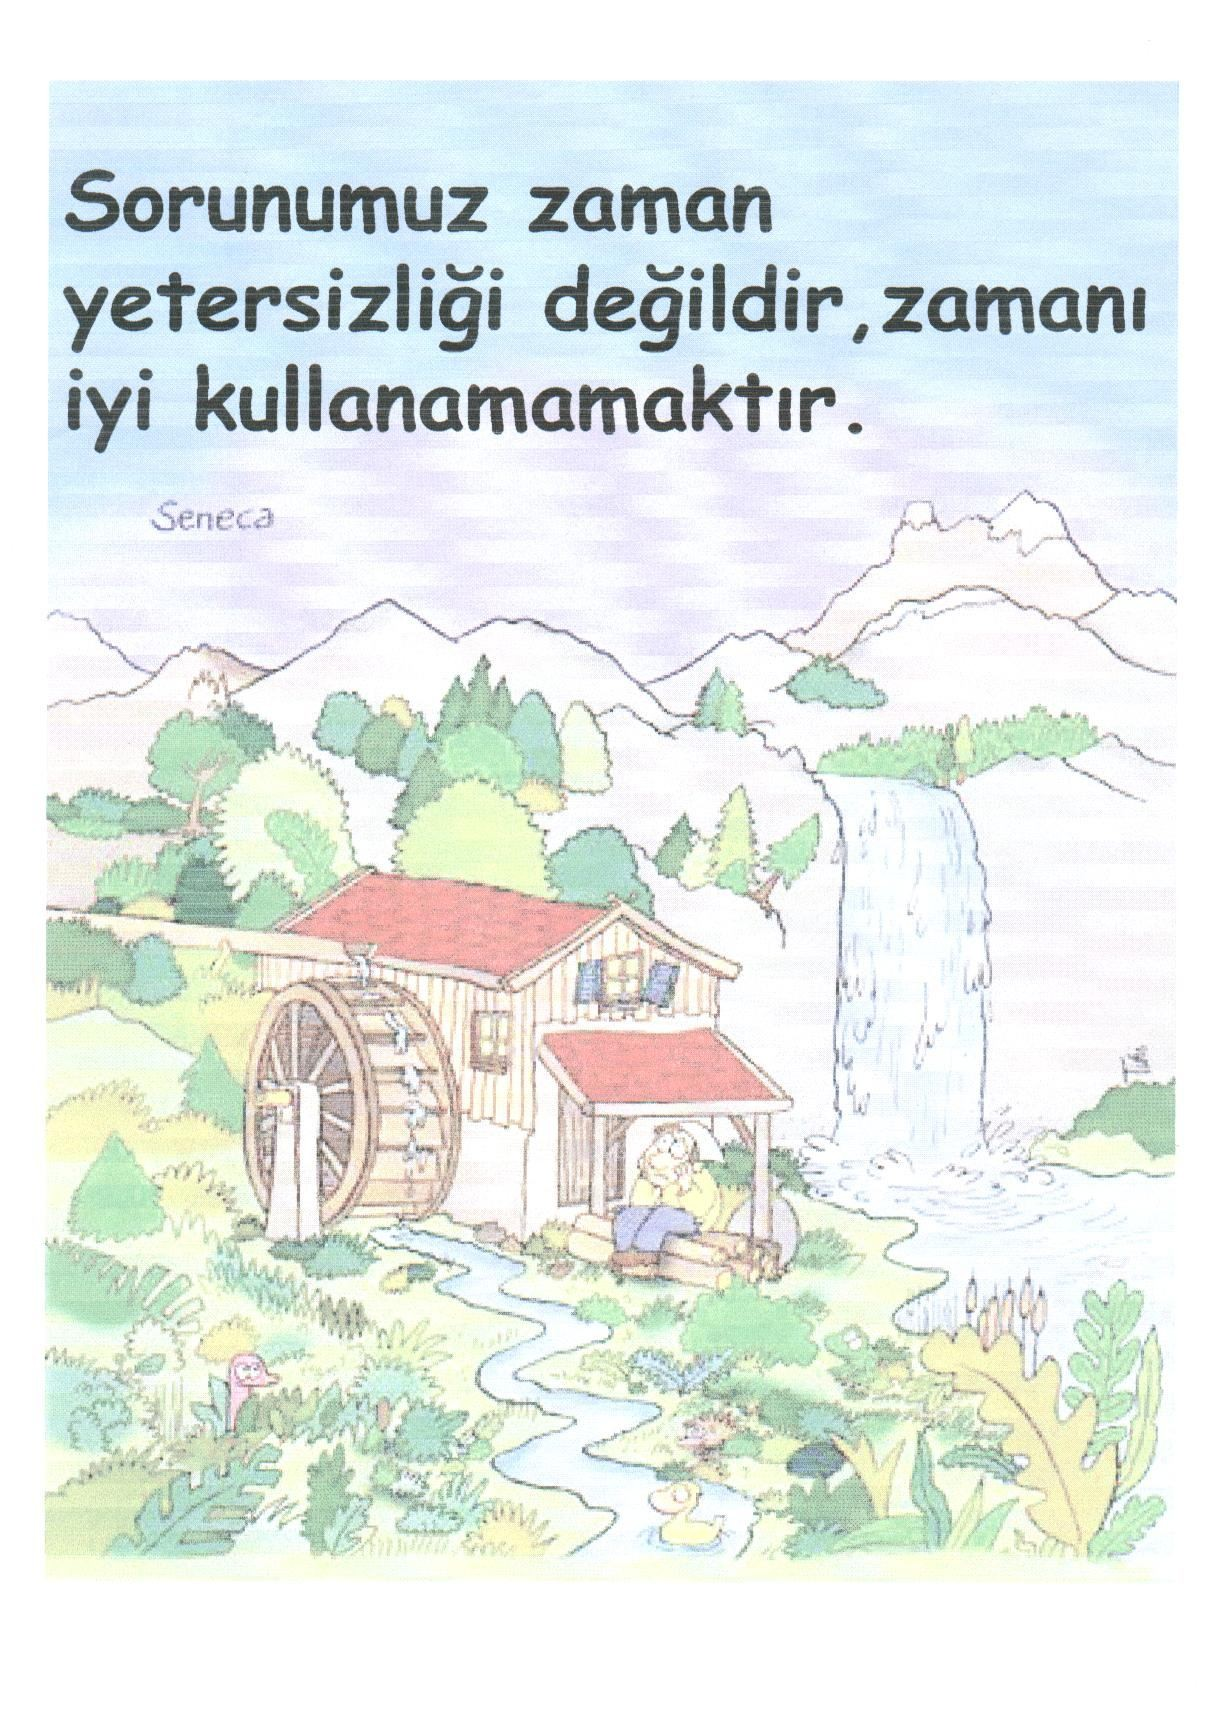 Sorunumuz zaman
yetersizliği değildir,zamanı
iyi kullanamamaktır.
Seneca